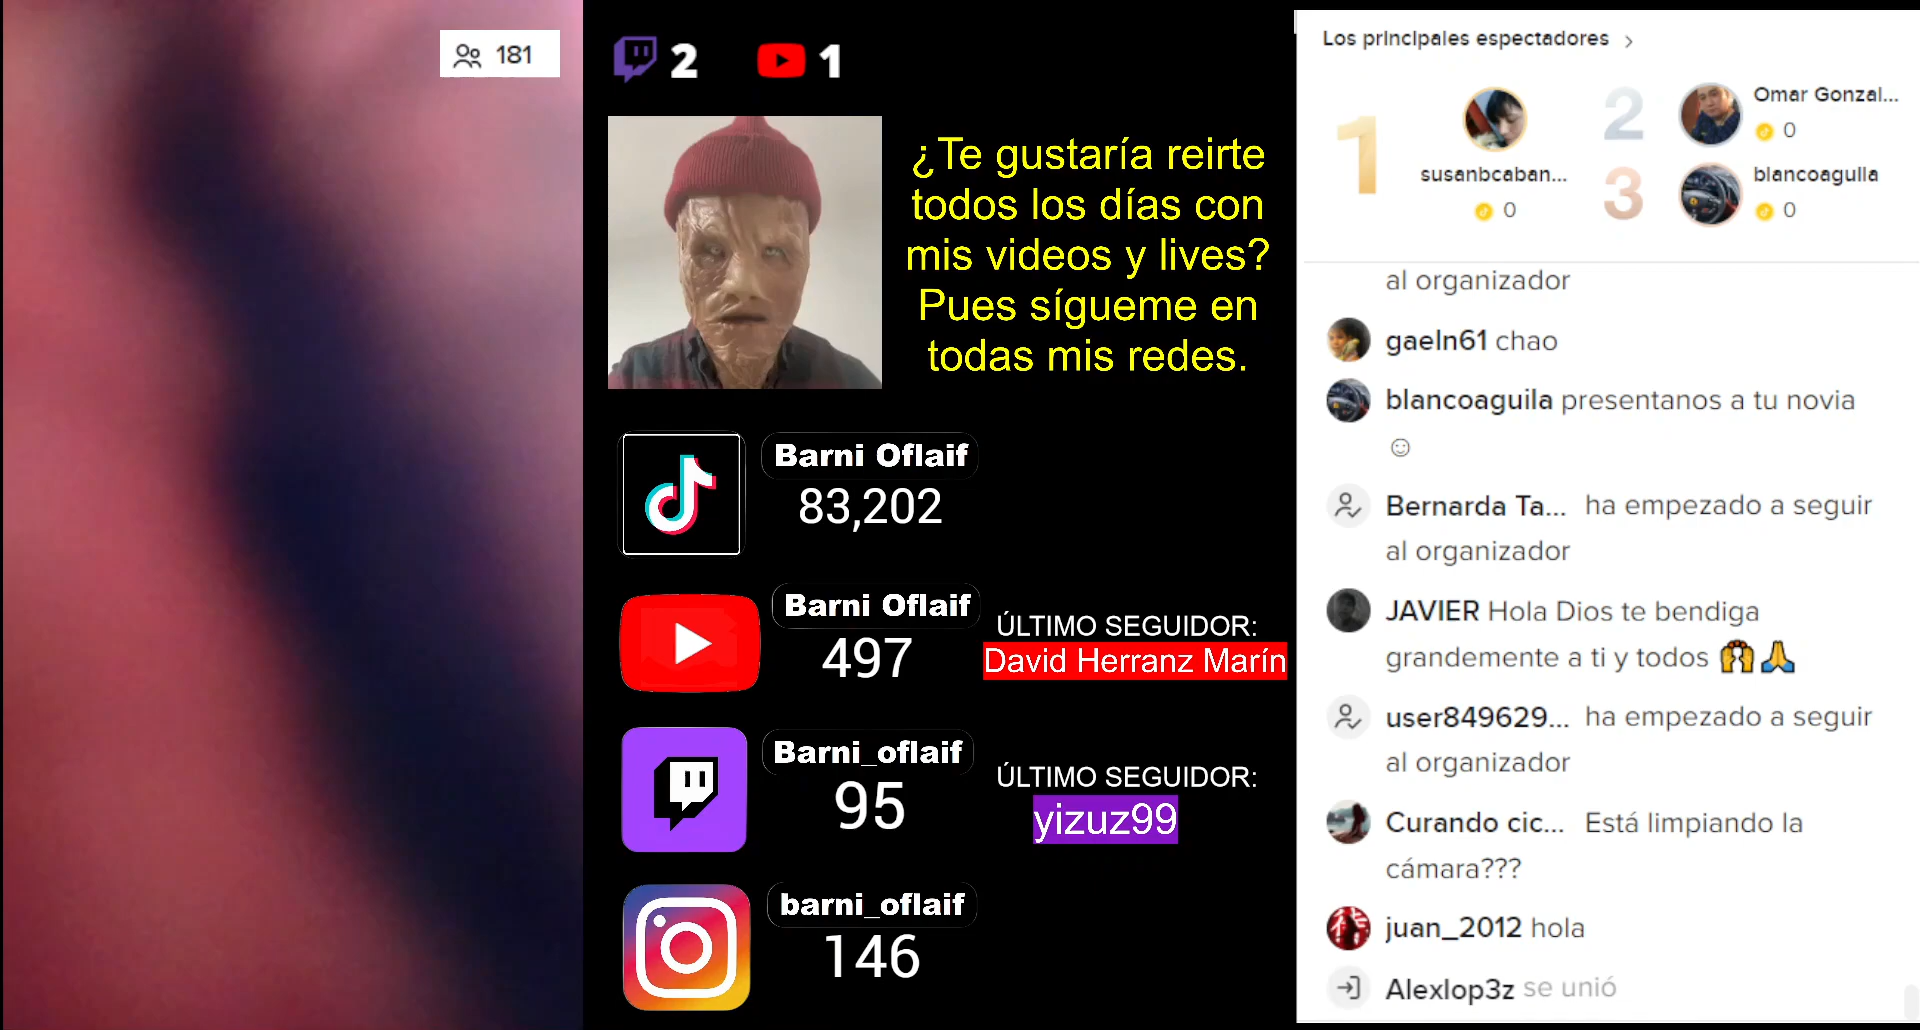 181
2
1
¿Te gustaría reirte
todos los días con
mis videos y lives?
Pues sígueme en
todas mis redes.
Barni Oflaif
83,202
Barni Oflaif
497
ÚLTIMO SEGUIDOR:
David Herranz Marín
Barni_oflaif
95
ÚLTIMO SEGUIDOR:
yizuz99
barni_oflaif
146
Los principales espectadores
1
susanbcaban...
0
2
Omar Gonzal...
0
3
blancoaguila
0
al organizador
gaeln61 chao
blancoaguila presentanos a tu novia
Bernarda Ta... ha empezado a seguir
al organizador
JAVIER Hola Dios te bendiga
grandemente a ti y todos 🙌🙏
user849629... ha empezado a seguir
al organizador
Curando cic... Está limpiando la
cámara???
juan_2012 hola
Alexlop3z se unió